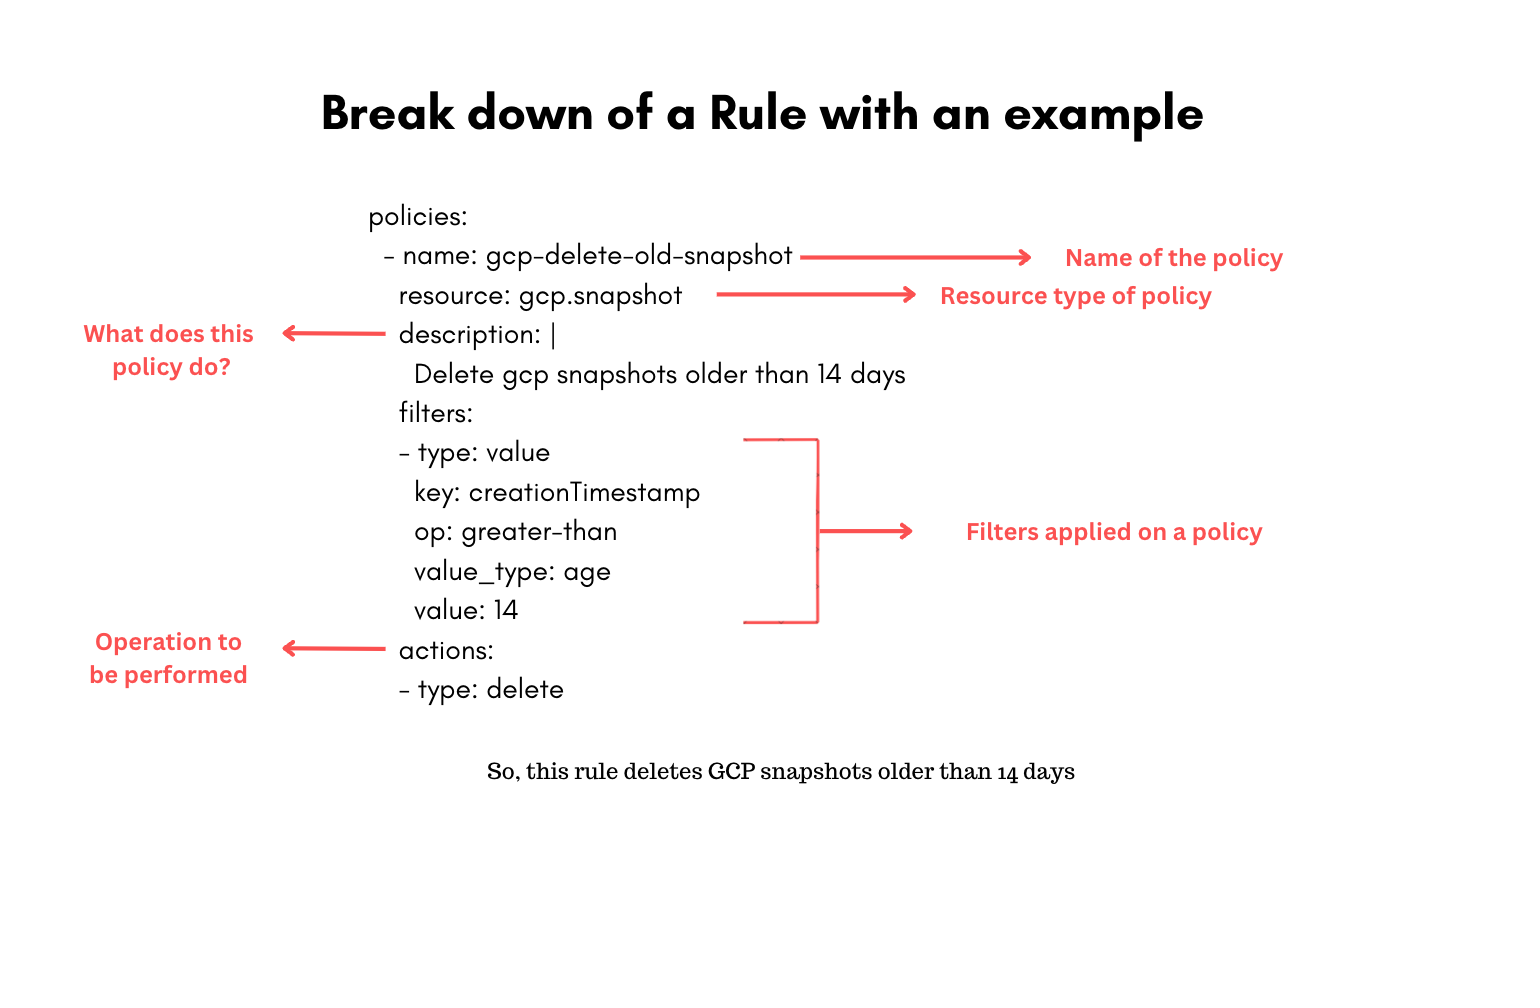 Break down of a Rule with an example
policies:
- name: gcp-delete-old-snapshot
Name of the policy
resource: gcp.snapshot
Resource type of policy
What does this
policy do?
description: |
Delete gcp snapshots older than 14 days
filters:
- type: value
key: creationTimestamp
op: greater-than
value_type: age
value: 14
Filters applied on a policy
Operation to
be performed
actions:
- type: delete
So, this rule deletes GCP snapshots older than 14 days